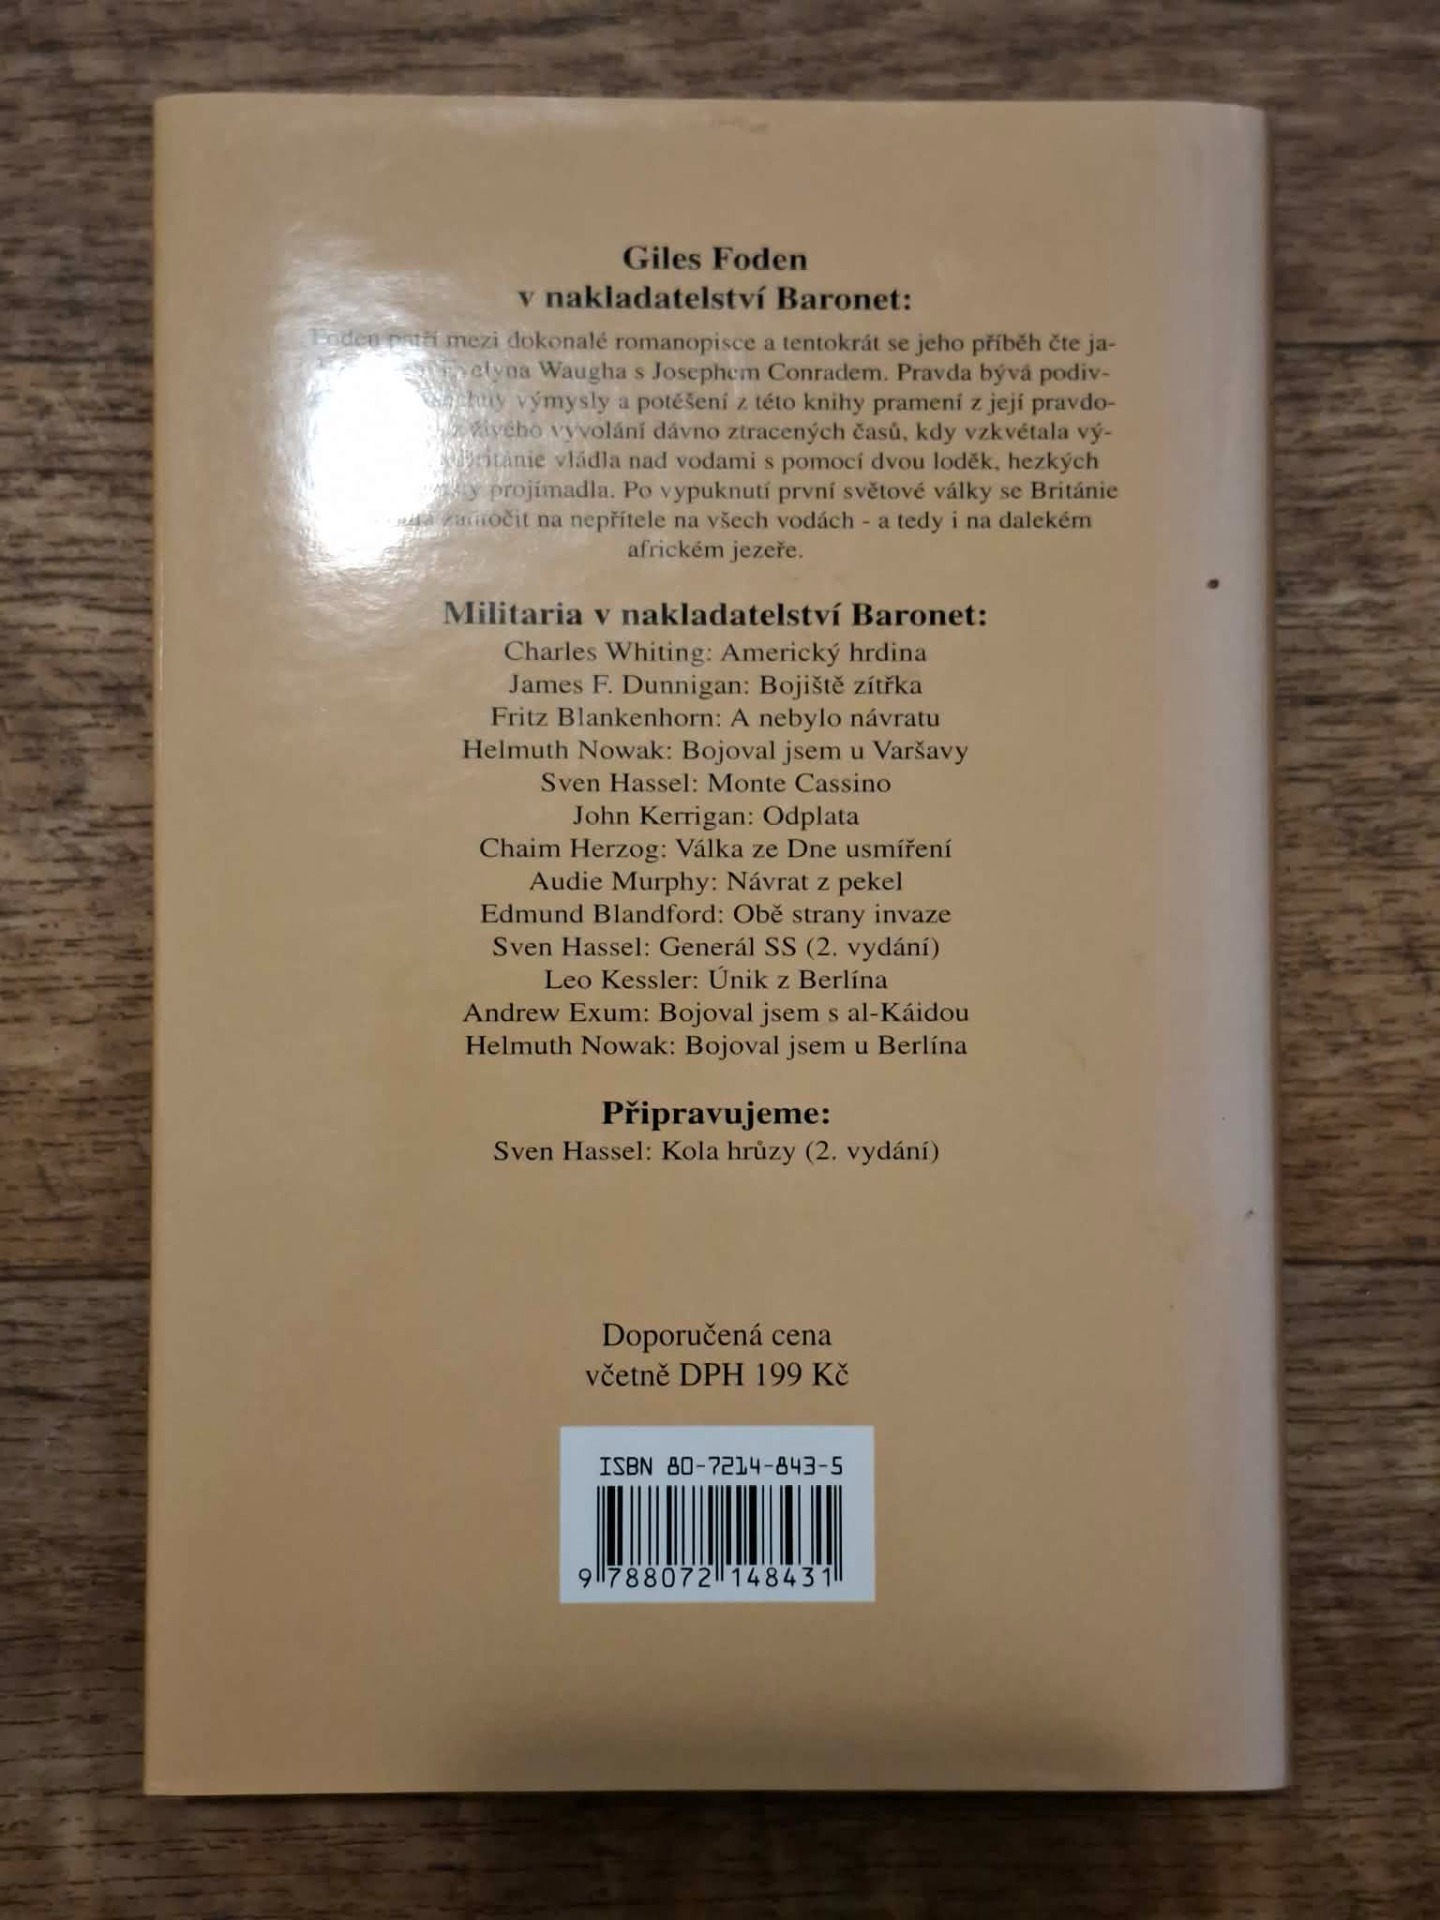 Giles Foden
v nakladatelství Baronet:
Foden patří mezi dokonalé romanopisce a tentokrát se jeho příběh čte ja-
Evelyna Waugha s Josephem Conradem. Pravda bývá podiv-
výmysly a potěšení z této knihy pramení z její pravdo-
z živého vyvolání dávno ztracených časů, kdy vzkvétala vý-
Británie vládla nad vodami s pomocí dvou loděk, hezkých
projímadla. Po vypuknutí první světové války se Británie
zaútočit na nepřítele na všech vodách - a tedy i na dalekém
africkém jezeře.
Militaria v nakladatelství Baronet:
Charles Whiting: Americký hrdina
James F. Dunnigan: Bojiště zítřka
Fritz Blankenhorn: A nebylo návratu
Helmuth Nowak: Bojoval jsem u Varšavy
Sven Hassel: Monte Cassino
John Kerrigan: Odplata
Chaim Herzog: Válka ze Dne usmíření
Audie Murphy: Návrat z pekel
Edmund Blandford: Obě strany invaze
Sven Hassel: Generál SS (2. vydání)
Leo Kessler: Únik z Berlína
Andrew Exum: Bojoval jsem s al-Káidou
Helmuth Nowak: Bojoval jsem u Berlína
Připravujeme:
Sven Hassel: Kola hrůzy (2. vydání)
Doporučená cena
včetně DPH 199 Kč
ISBN 80-7214-843-5
9 788072 148431